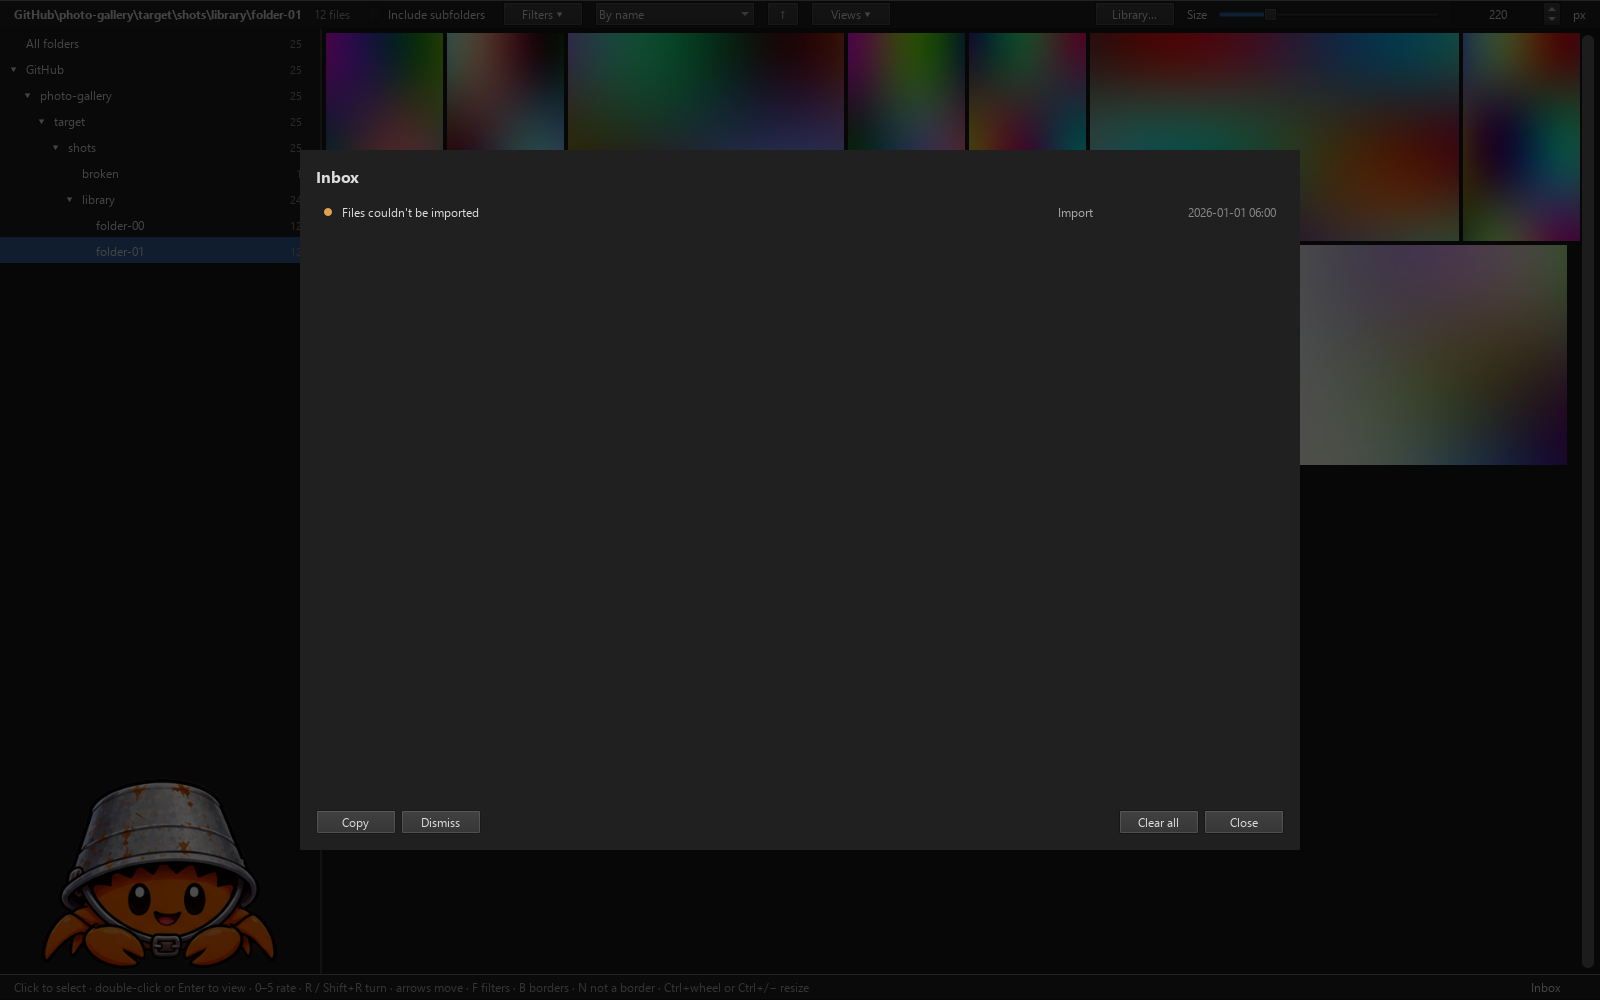 GitHub\photo-gallery\target\shots\library\folder-01 12 files Include subfolders Filters ▾ By name ↑ Views ▾ Library... Size 220 px
All folders 25
GitHub 25
photo-gallery 25
target 25
shots 25
broken
library 24
folder-00 12
folder-01 12
Inbox
Files couldn't be imported Import 2026-01-01 06:00
Copy Dismiss Clear all Close
Click to select · double-click or Enter to view · 0–5 rate · R / Shift+R turn · arrows move · F filters · B borders · N not a border · Ctrl+wheel or Ctrl+/− resize Inbox